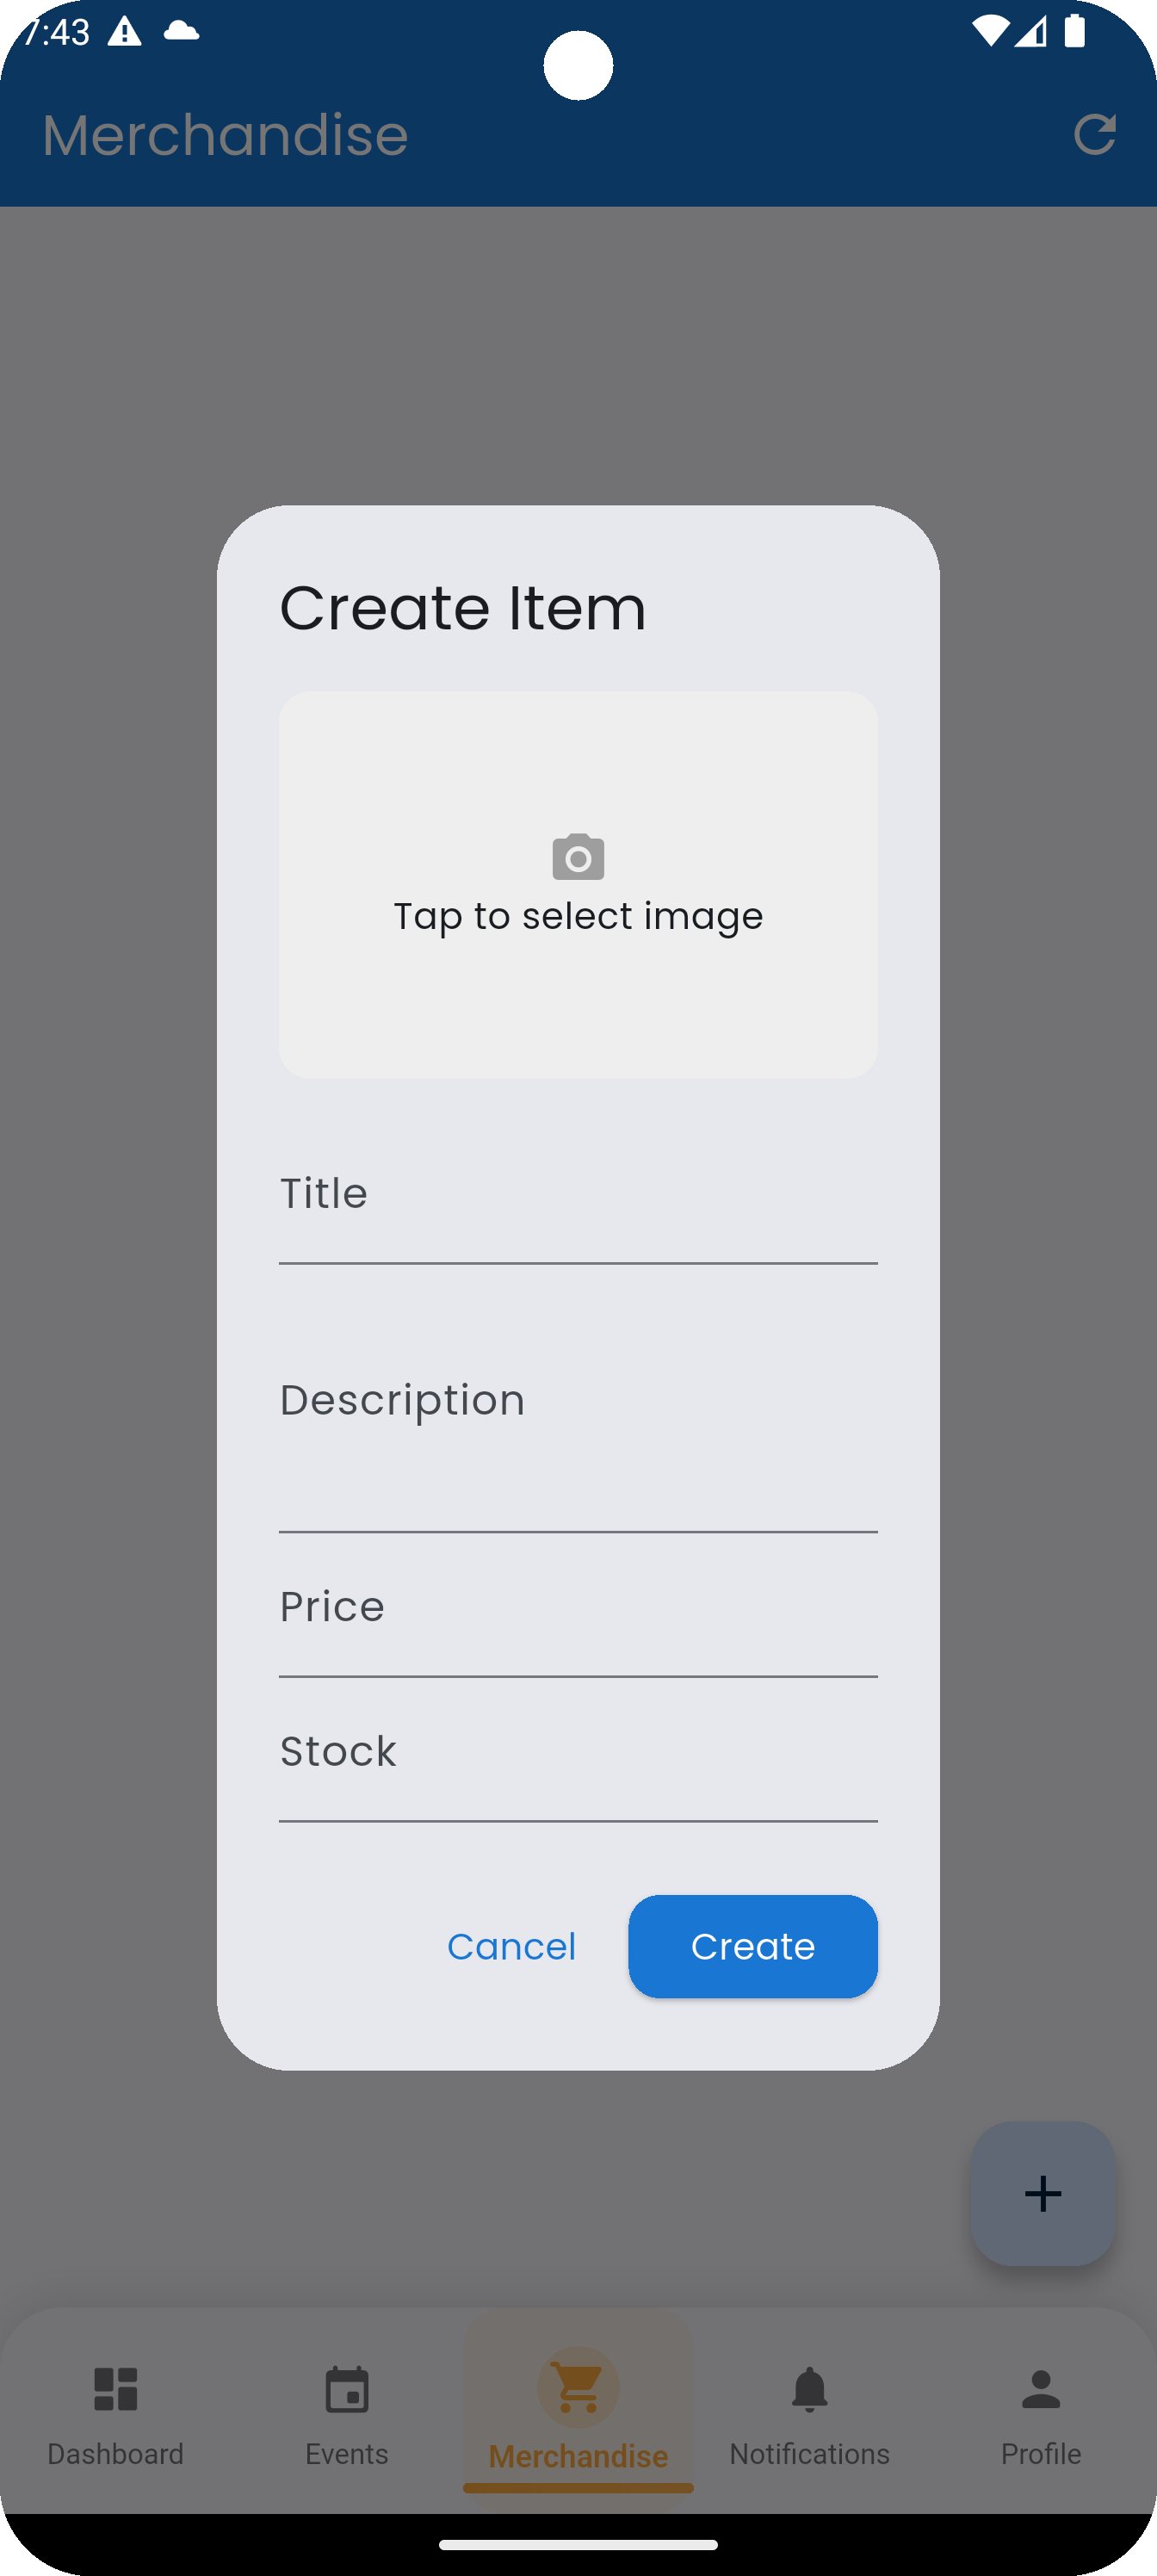 7:43
Merchandise
Create Item
Tap to select image
Title
Description
Price
Stock
Cancel Create
Dashboard Events Merchandise Notifications Profile